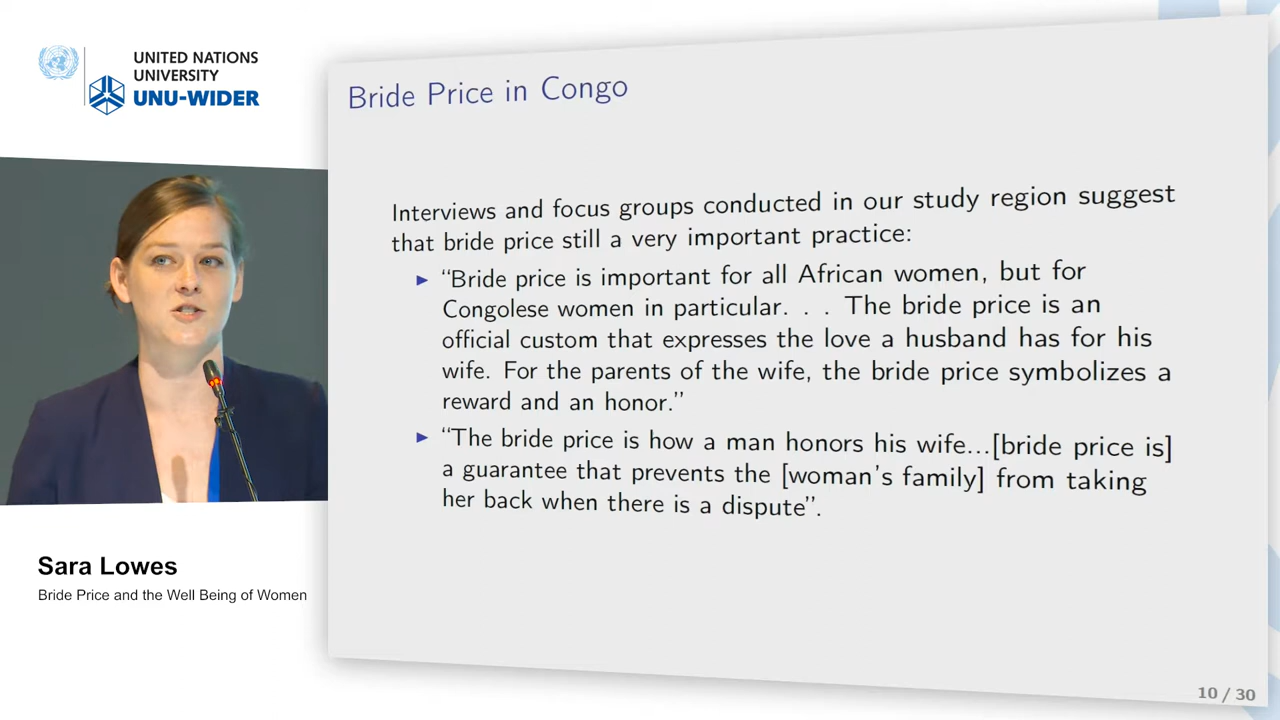 UNITED NATIONS
UNIVERSITY
UNU-WIDER
Bride Price in Congo
Interviews and focus groups conducted in our study region suggest
that bride price still a very important practice:
► “Bride price is important for all African women, but for
Congolese women in particular. . . The bride price is an
official custom that expresses the love a husband has for his
wife. For the parents of the wife, the bride price symbolizes a
reward and an honor.”
► “The bride price is how a man honors his wife...[bride price is]
a guarantee that prevents the [woman's family] from taking
her back when there is a dispute”.
Sara Lowes
Bride Price and the Well Being of Women
10 / 30